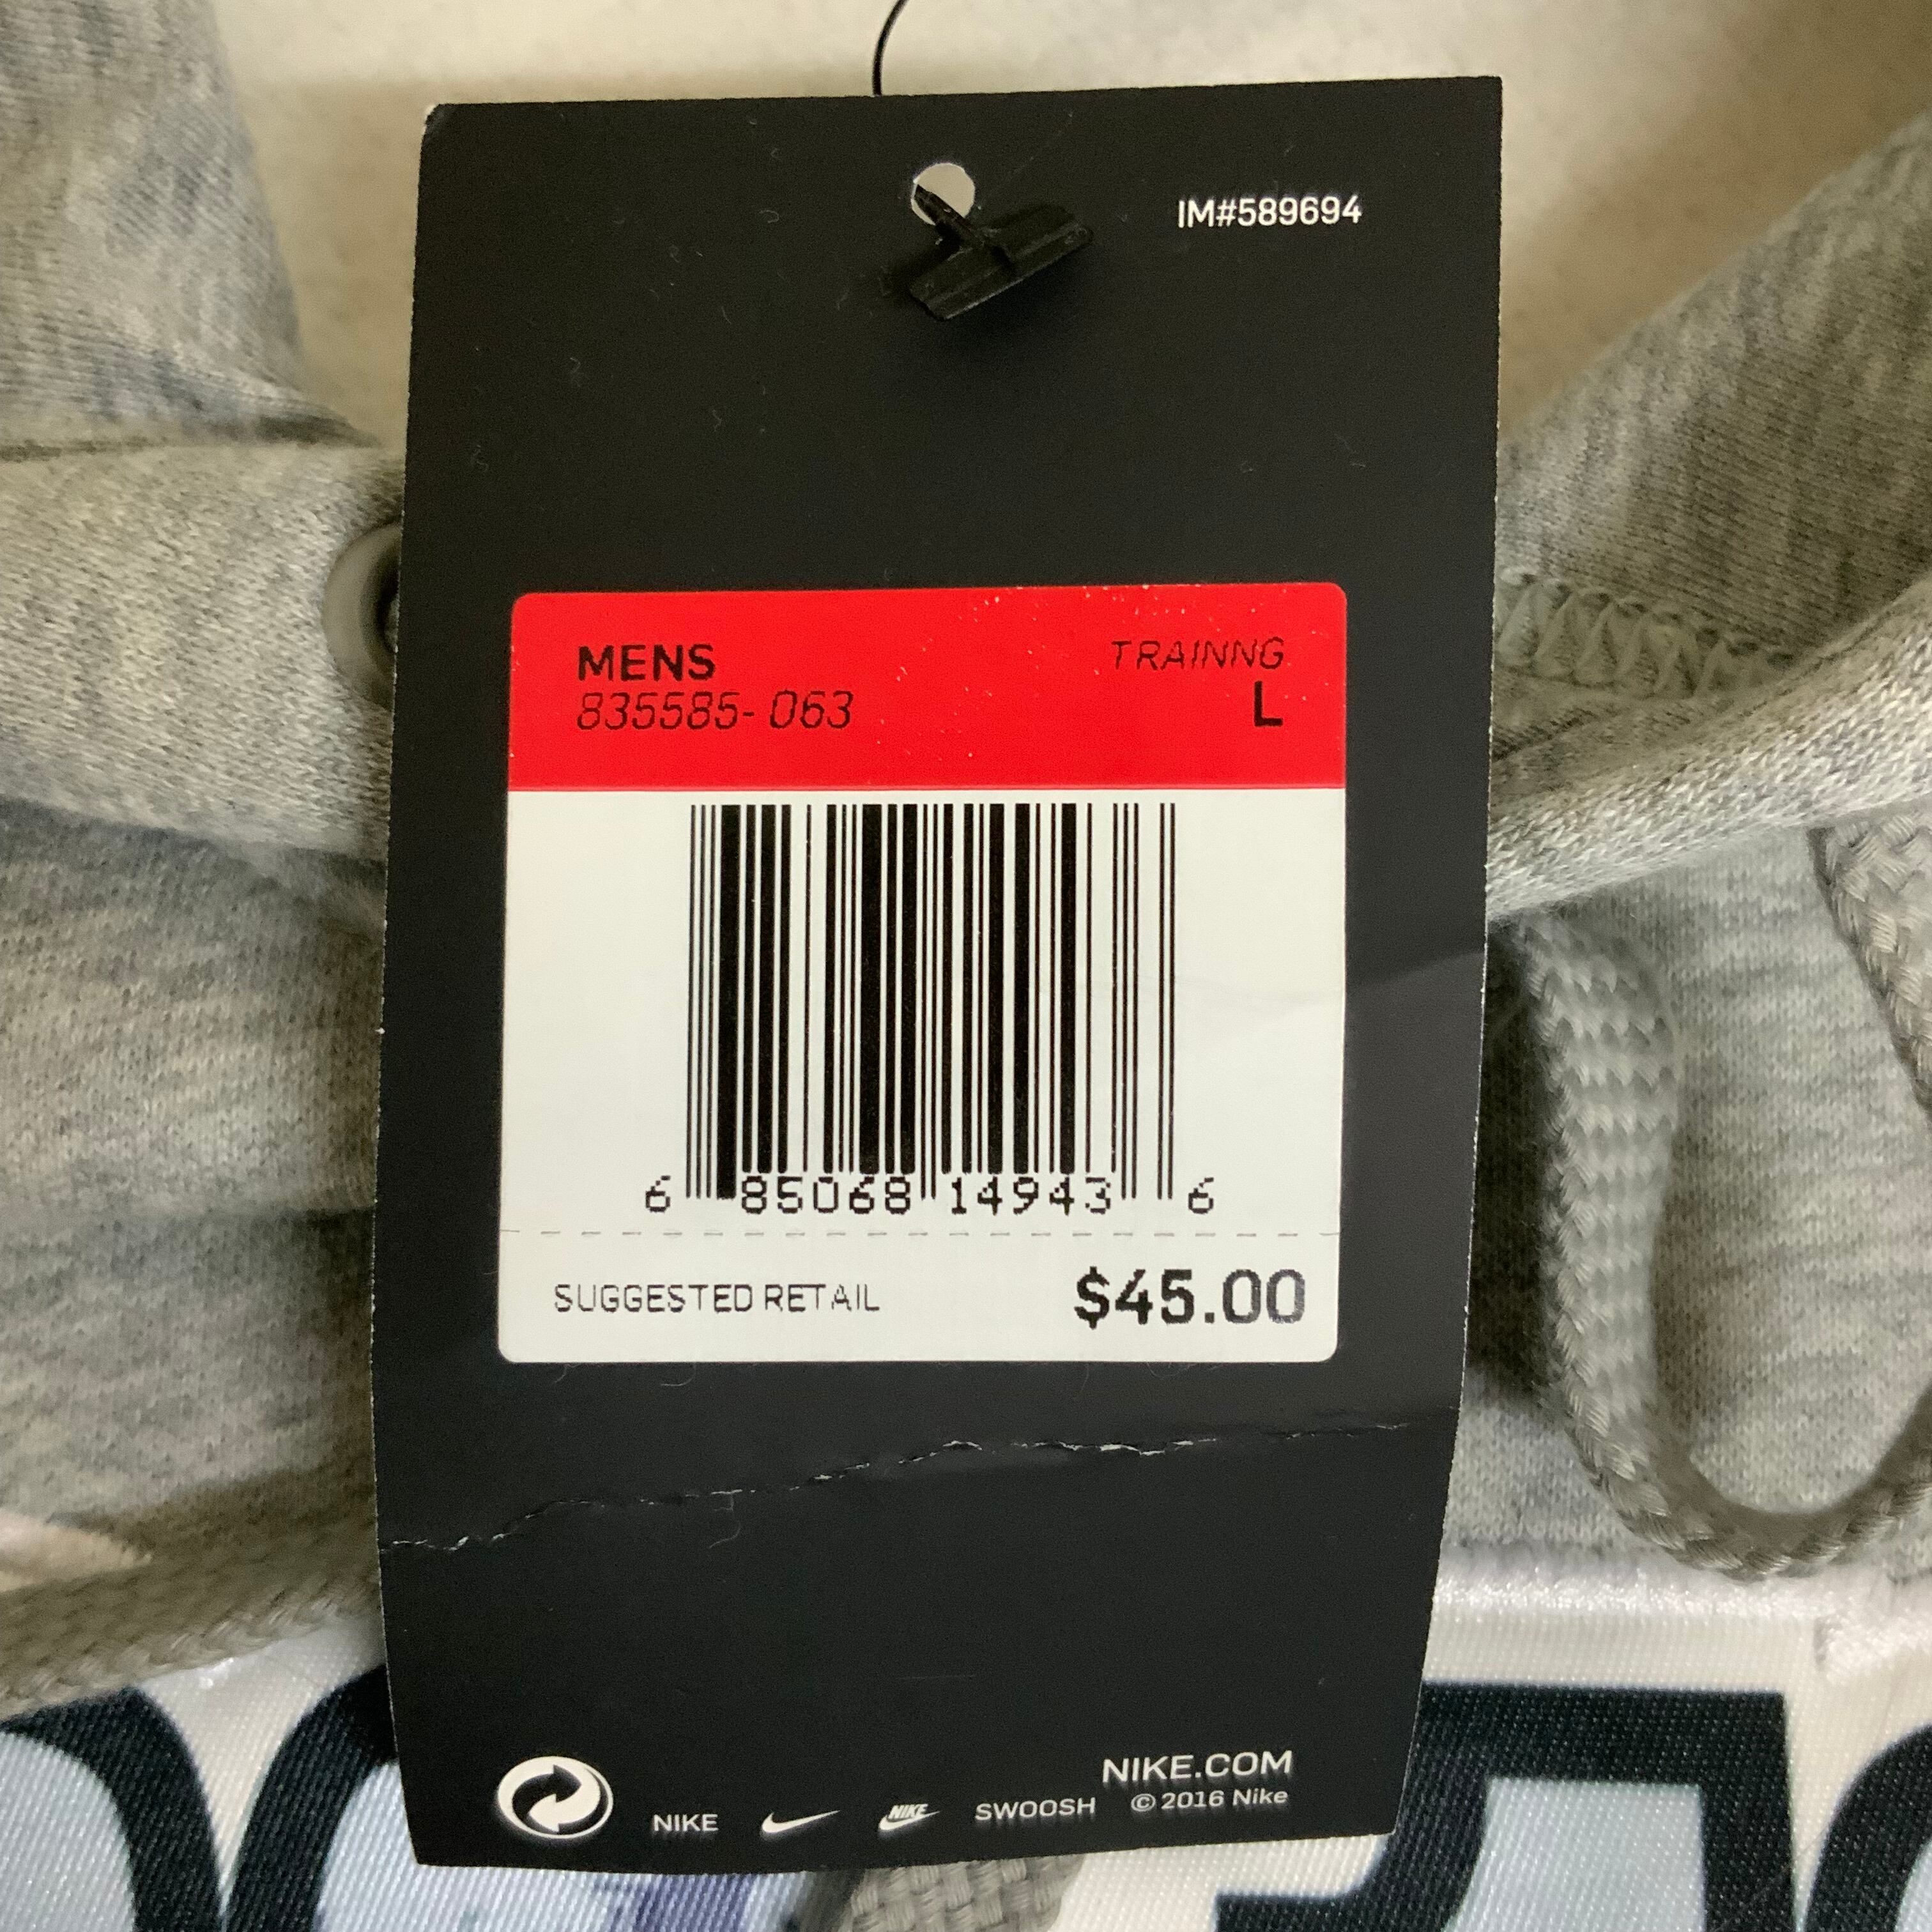 IM#589694
MENS
TRAINNG
835585- 063
L
6 85068 14943 6
SUGGESTED RETAIL
$45.00
NIKE.COM
NIKE
NIKE
SWOOSH
© 2016 Nike